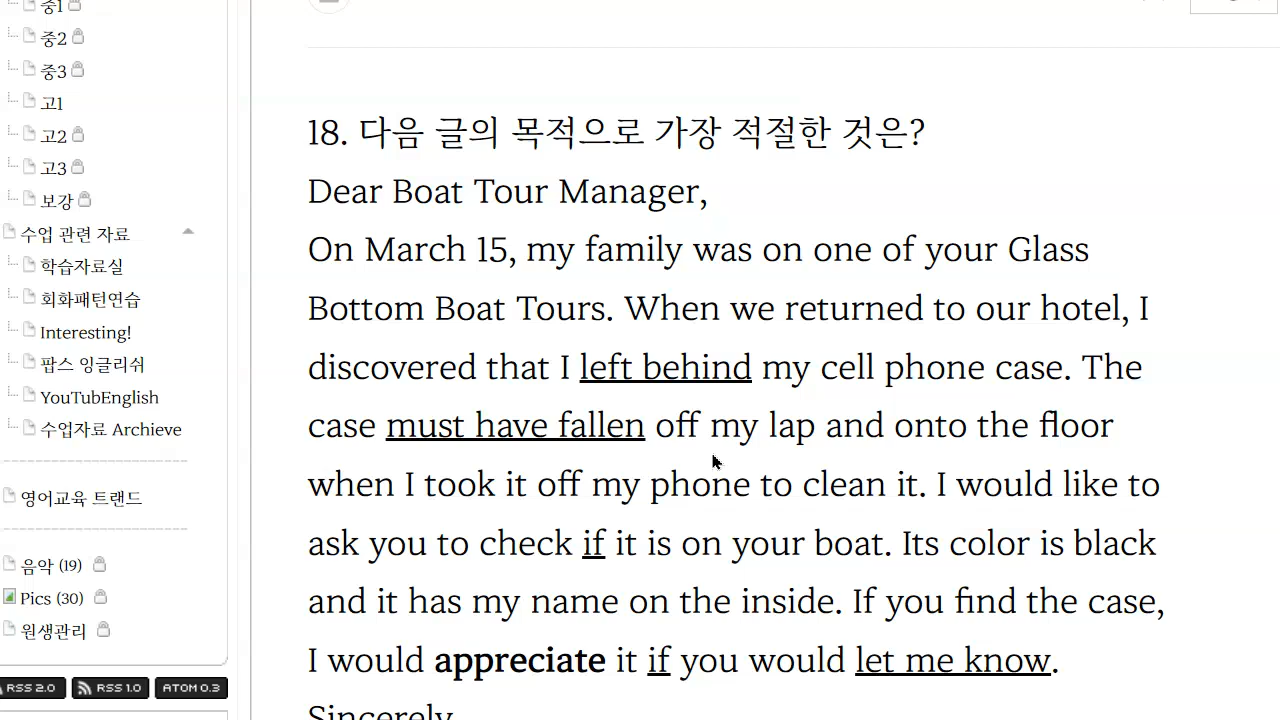 중1
중2
중3
고1
고2
고3
보강
수업 관련 자료
학습자료실
회화패턴연습
Interesting!
팝스 잉글리쉬
YouTubEnglish
수업자료 Archieve
영어교육 트랜드
음악 (19)
Pics (30)
원생관리
RSS 2.0
RSS 1.0
ATOM 0.3
18. 다음 글의 목적으로 가장 적절한 것은?
Dear Boat Tour Manager,
On March 15, my family was on one of your Glass
Bottom Boat Tours. When we returned to our hotel, I
discovered that I left behind my cell phone case. The
case must have fallen off my lap and onto the floor
when I took it off my phone to clean it. I would like to
ask you to check if it is on your boat. Its color is black
and it has my name on the inside. If you find the case,
I would appreciate it if you would let me know.
Sincerely